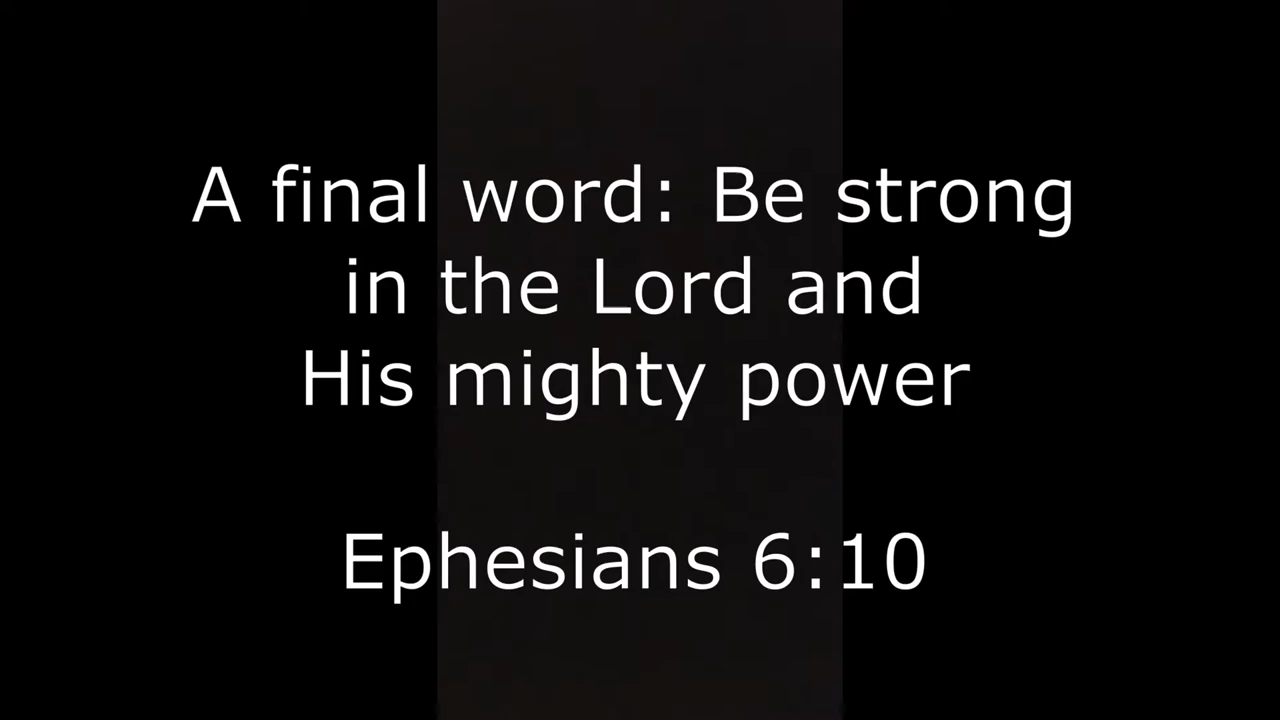 A final word: Be strong
in the Lord and
His mighty power
Ephesians 6:10